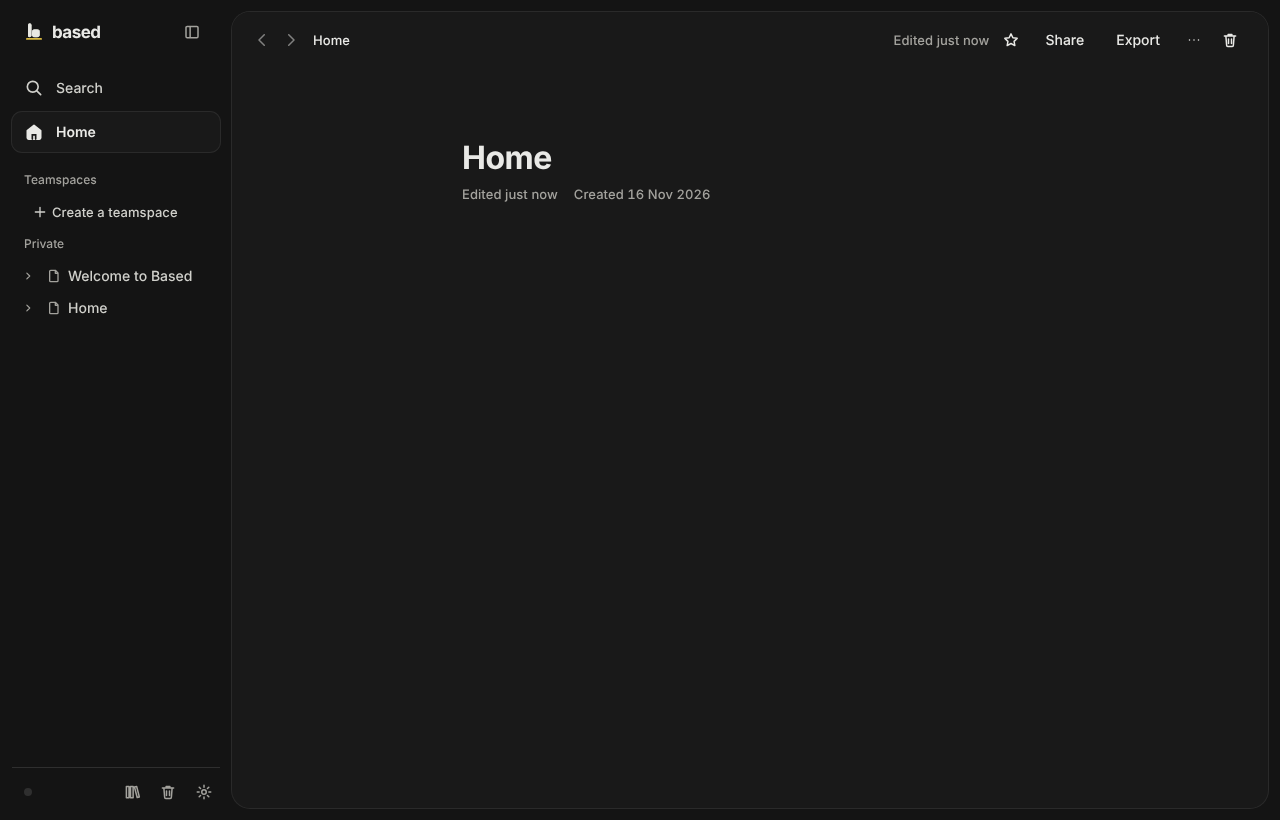 based
Search
Home
Teamspaces
Create a teamspace
Private
Welcome to Based
Home
Home
Edited just now
Share
Export
Home
Edited just now Created 16 Nov 2026